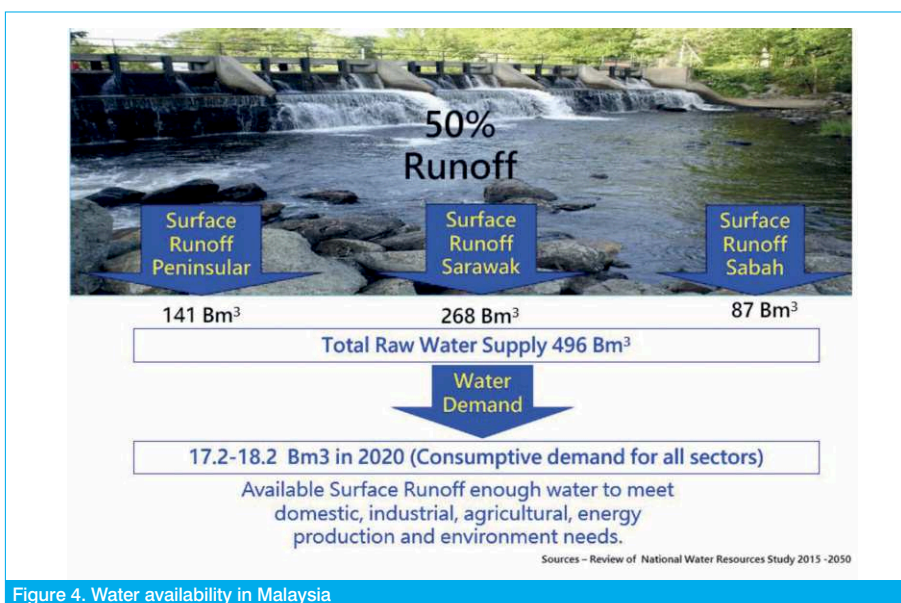 50%
Runoff
Surface
Runoff
Peninsular
Surface
Runoff
Sarawak
Surface
Runoff
Sabah
141 Bm³
268 Bm³
87 Bm³
Total Raw Water Supply 496 Bm³
Water
Demand
17.2-18.2 Bm3 in 2020 (Consumptive demand for all sectors)
Available Surface Runoff enough water to meet
domestic, industrial, agricultural, energy
production and environment needs.
Sources – Review of National Water Resources Study 2015 -2050
Figure 4. Water availability in Malaysia